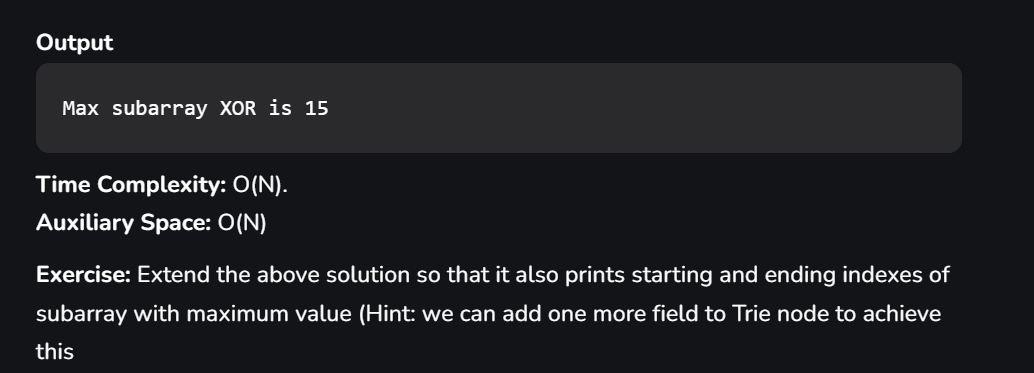 Output
Max subarray XOR is 15
Time Complexity: O(N).
Auxiliary Space: O(N)
Exercise: Extend the above solution so that it also prints starting and ending indexes of
subarray with maximum value (Hint: we can add one more field to Trie node to achieve
this